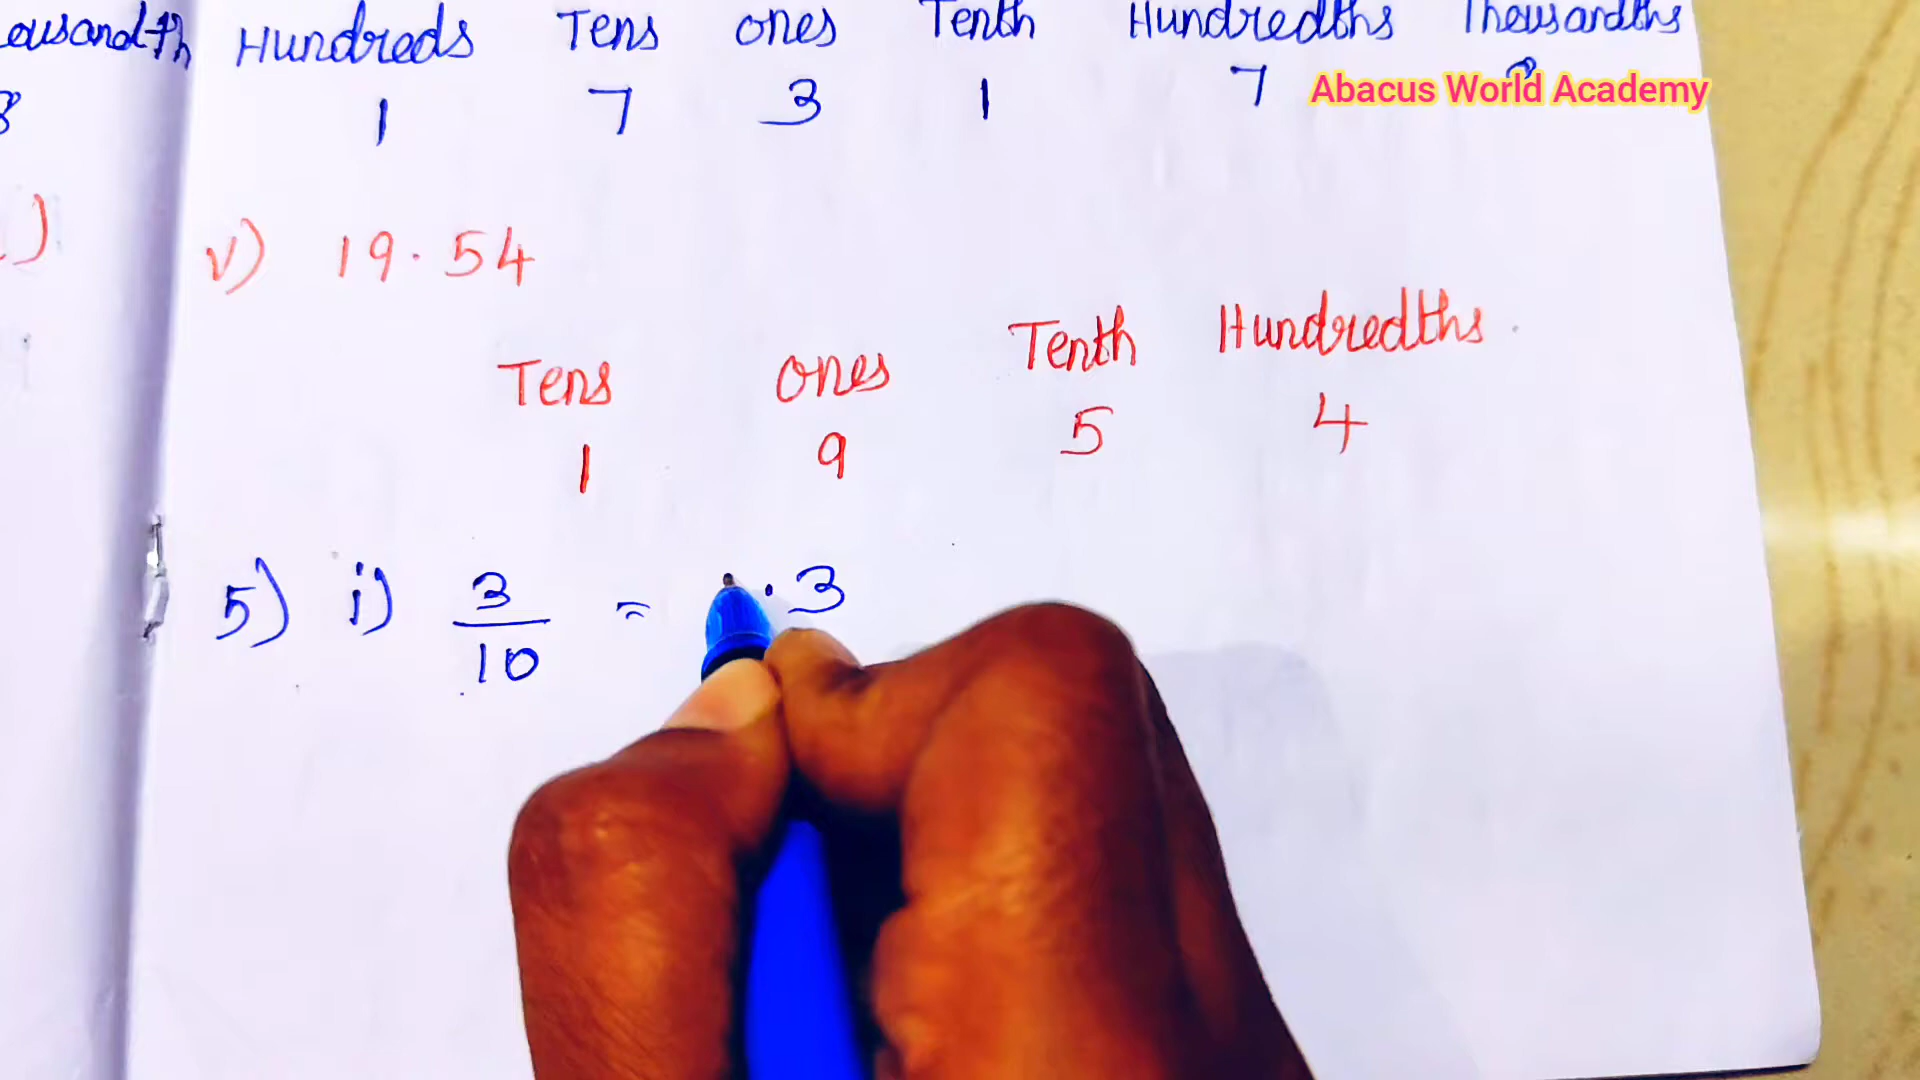 Hundreds Tens ones Tenth Hundredths Thousandths
1 7 3 1 7
Abacus World Academy
v) 19.54
Tens ones Tenth Hundredths
1 9 5 4
5) i) 3/10 = .3